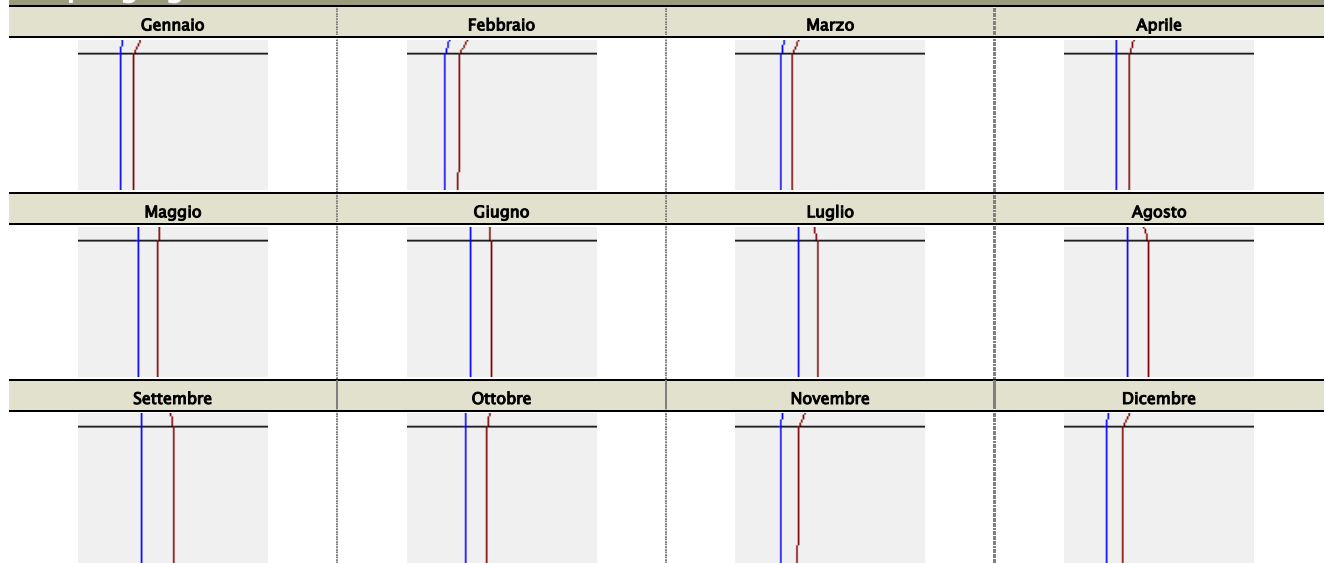 Gennaio Febbraio Marzo Aprile
Maggio Giugno Luglio Agosto
Settembre Ottobre Novembre Dicembre